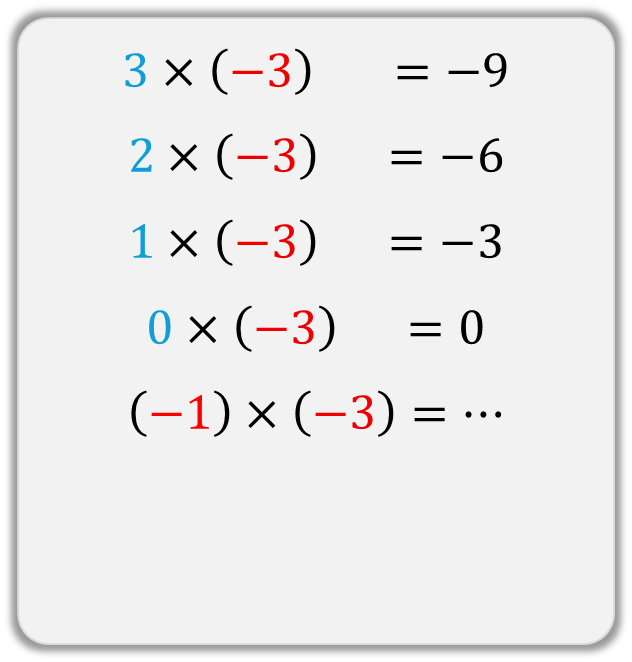 3 × (−3) = −9
2 × (−3) = −6
1 × (−3) = −3
0 × (−3) = 0
(−1) × (−3) = ⋯